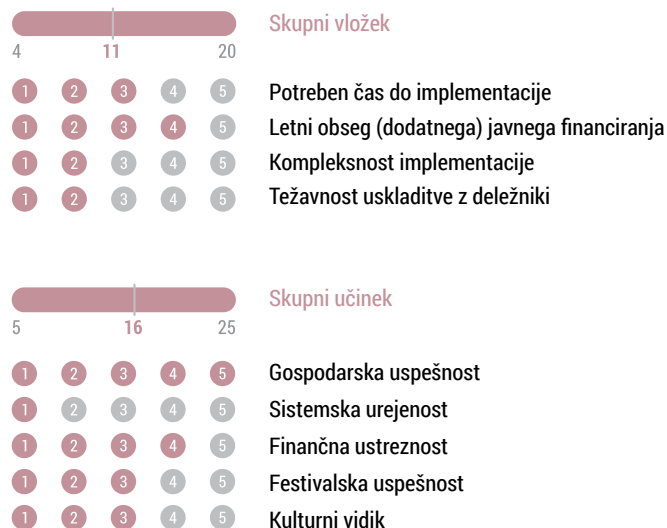 Skupni vložek
4 11 20
1 2 3 4 5 Potreben čas do implementacije
1 2 3 4 5 Letni obseg (dodatnega) javnega financiranja
1 2 3 4 5 Kompleksnost implementacije
1 2 3 4 5 Težavnost uskladitve z deležniki
Skupni učinek
5 16 25
1 2 3 4 5 Gospodarska uspešnost
1 2 3 4 5 Sistemska urejenost
1 2 3 4 5 Finančna ustreznost
1 2 3 4 5 Festivalska uspešnost
1 2 3 4 5 Kulturni vidik